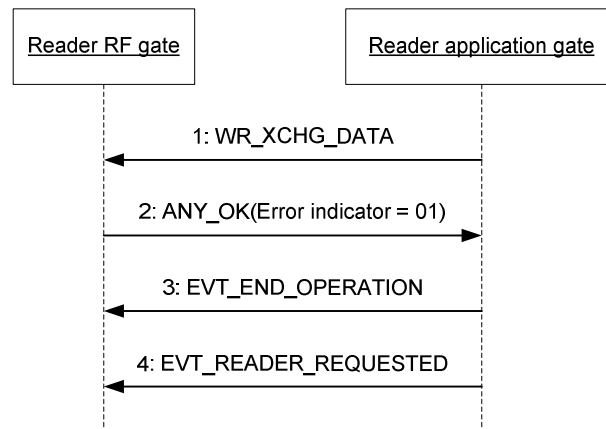 Reader RF gate
Reader application gate
1: WR_XCHG_DATA
2: ANY_OK(Error indicator = 01)
3: EVT_END_OPERATION
4: EVT_READER_REQUESTED